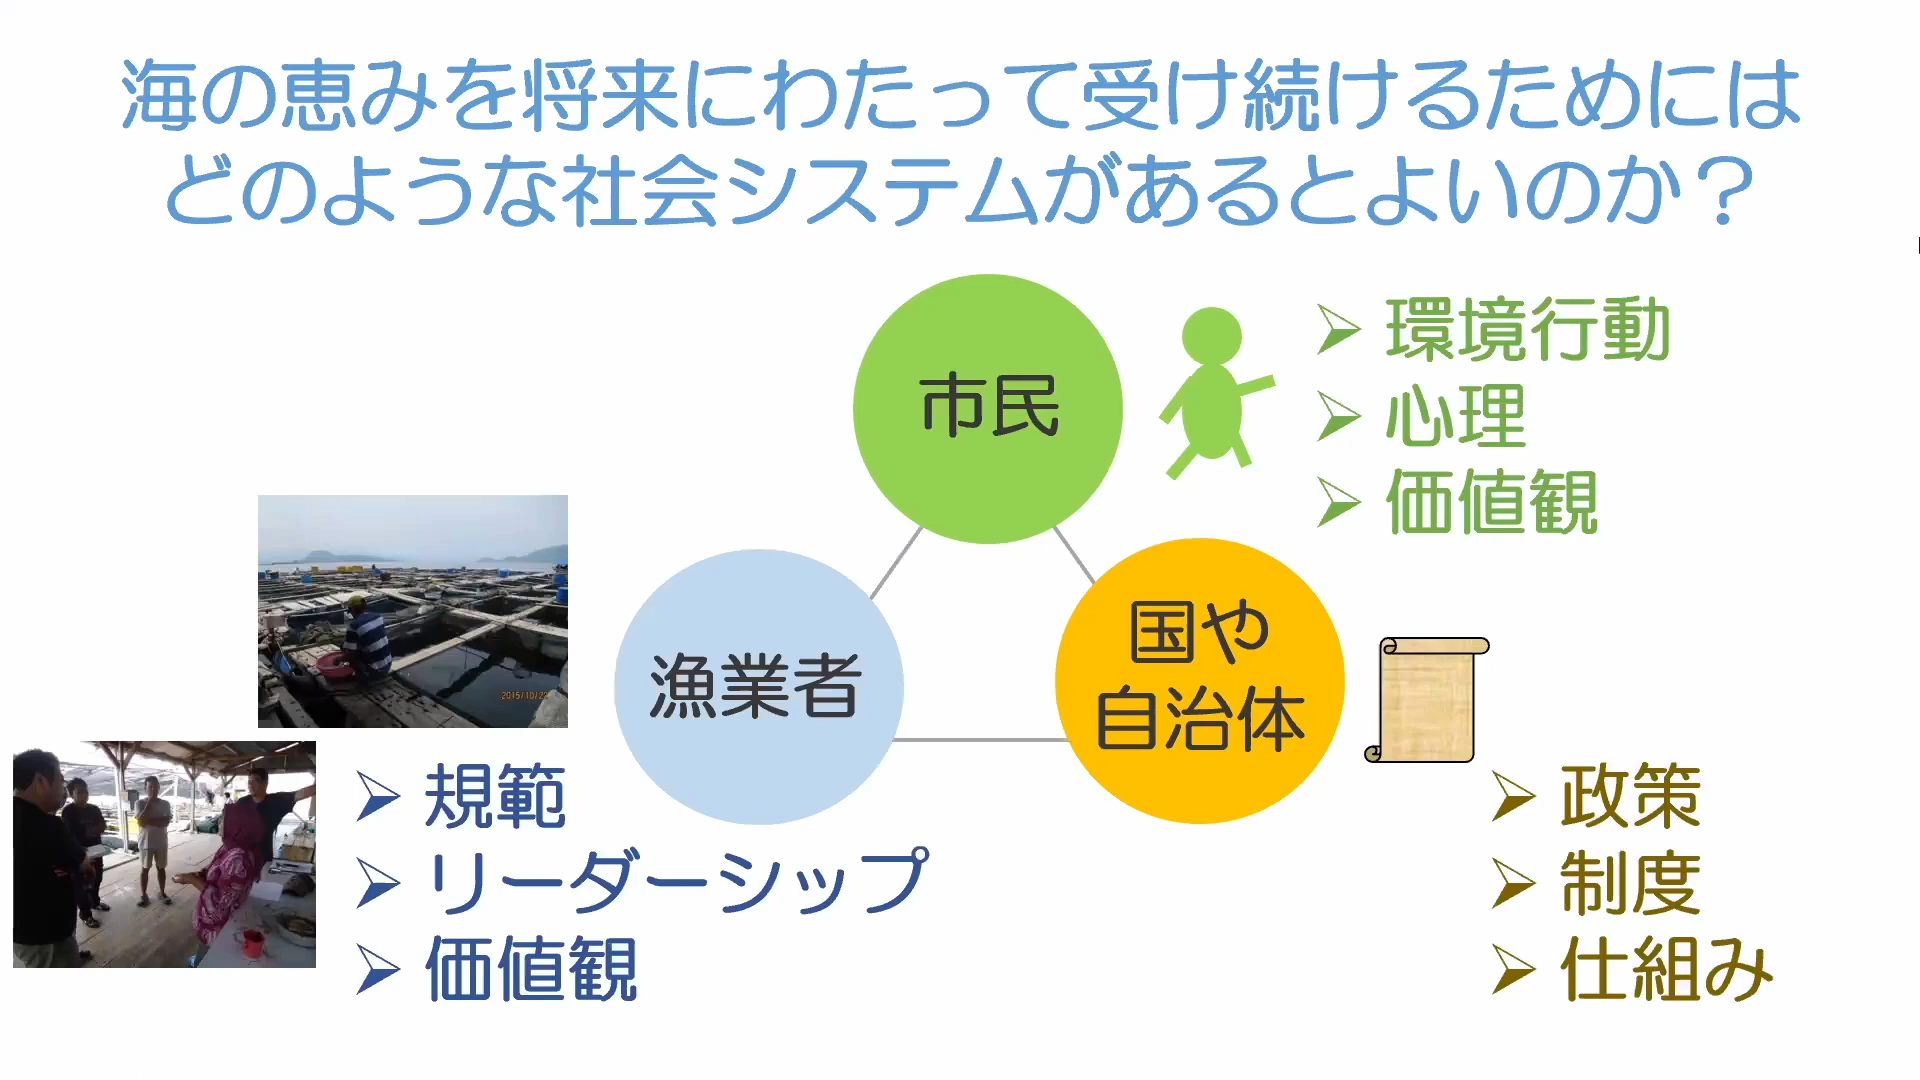 海の恵みを将来にわたって受け続けるためには
どのような社会システムがあるとよいのか？
市民
環境行動
心理
価値観
漁業者
国や
自治体
2015/10/22
規範
リーダーシップ
価値観
政策
制度
仕組み